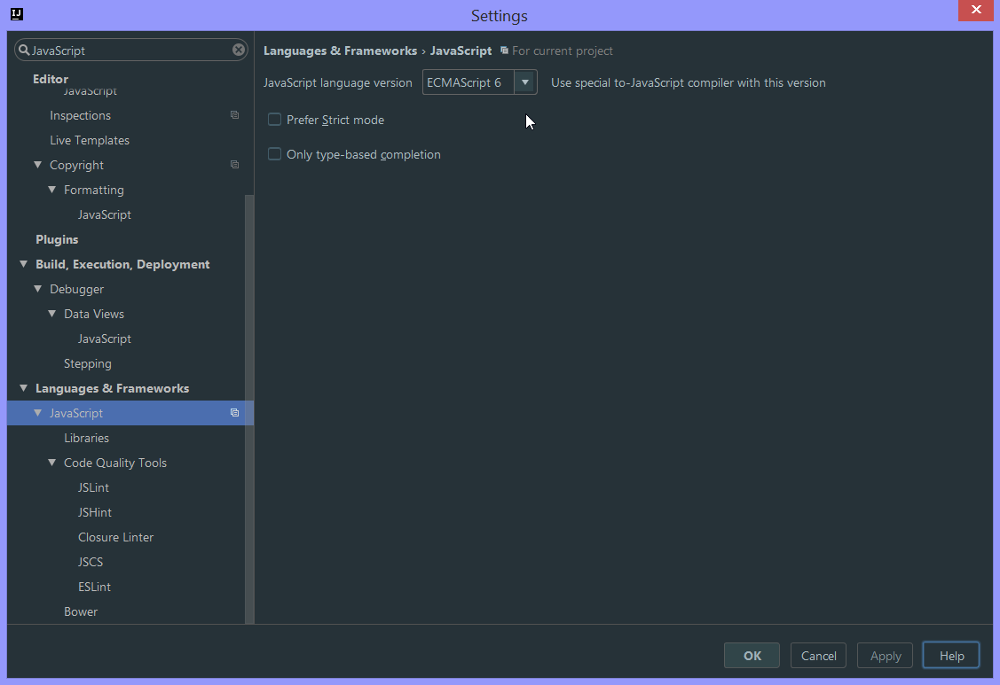 IJ
Settings
JavaScript
Editor
JavaScript
Inspections
Live Templates
Copyright
Formatting
JavaScript
Plugins
Build, Execution, Deployment
Debugger
Data Views
JavaScript
Stepping
Languages & Frameworks
JavaScript
Libraries
Code Quality Tools
JSLint
JSHint
Closure Linter
JSCS
ESLint
Bower
Languages & Frameworks › JavaScript For current project
JavaScript language version ECMAScript 6 Use special to-JavaScript compiler with this version
Prefer Strict mode
Only type-based completion
OK Cancel Apply Help